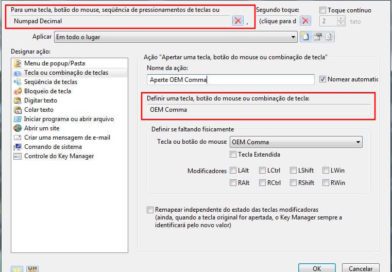 Para uma tecla, botão do mouse, seqüência de pressionamentos de teclas ou
Numpad Decimal
Segundo toque:
(clique para d
Toque contínuo
2
tato
Aplicar
Em todo o lugar
Designar ação:
Menu de popup/Pasta
Tecla ou combinação de teclas
Seqüência de teclas
Bloqueio de tecla
Digitar texto
Colar texto
Iniciar programa ou abrir arquivo
Abrir um site
Criar uma mensagem de e-mail
Comando de sistema
Controle do Key Manager
Ação "Apertar uma tecla, botão do mouse ou combinação de tecla"
Nome da ação:
Aperte OEM Comma
Nomear automatic
Definir uma tecla, botão do mouse ou combinação de tecla:
OEM Comma
Definir se faltando fisicamente
Tecla ou botão do mouse
OEM Comma
Tecla Extendida
Modificadores
LAlt
LCtrl
LShift
LWin
RAlt
RCtrl
RShift
RWin
Remapear independente do estado das teclas modificadoras
(ainda, quando a tecla original for apertada, o Key Manager sempre a
identificará pelo novo valor)
OK
Cancelar